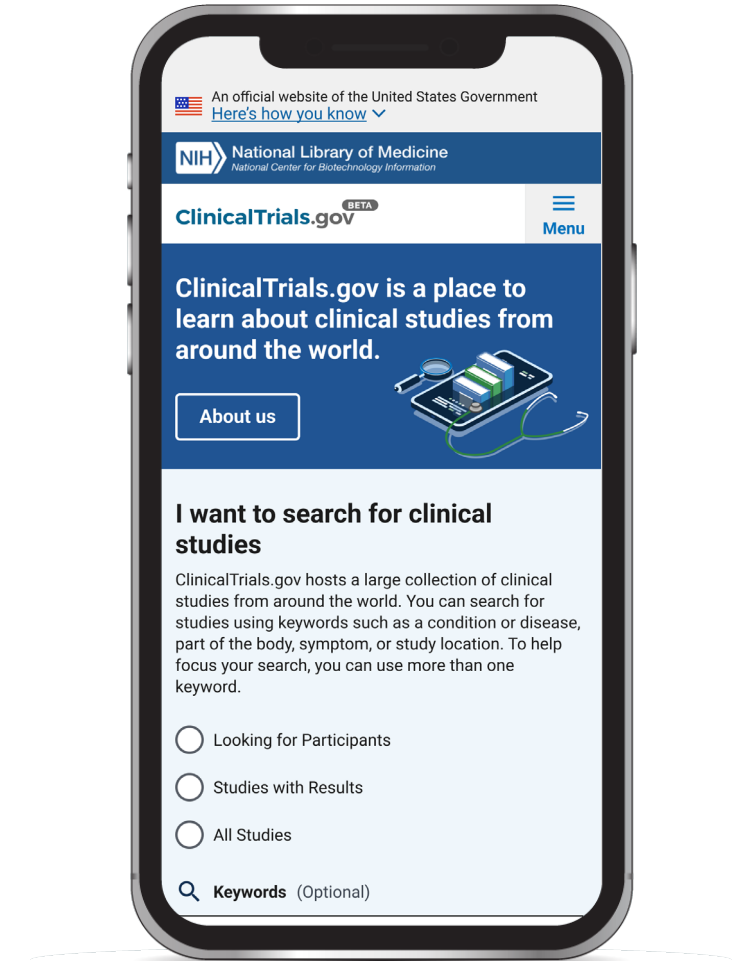 An official website of the United States Government
Here's how you know
NIH National Library of Medicine
National Center for Biotechnology Information
ClinicalTrials.gov BETA
Menu
ClinicalTrials.gov is a place to
learn about clinical studies from
around the world.
About us
I want to search for clinical
studies
ClinicalTrials.gov hosts a large collection of clinical
studies from around the world. You can search for
studies using keywords such as a condition or disease,
part of the body, symptom, or study location. To help
focus your search, you can use more than one
keyword.
Looking for Participants
Studies with Results
All Studies
Keywords (Optional)